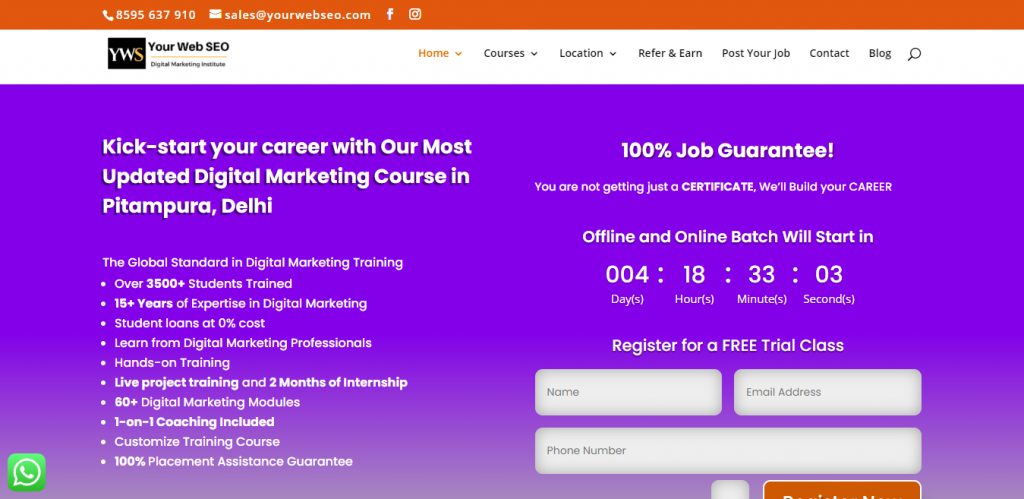 8595 637 910 sales@yourwebseo.com
YWS Your Web SEO
Digital Marketing Institute
Home Courses Location Refer & Earn Post Your Job Contact Blog
Kick-start your career with Our Most
Updated Digital Marketing Course in
Pitampura, Delhi
The Global Standard in Digital Marketing Training
Over 3500+ Students Trained
15+ Years of Expertise in Digital Marketing
Student loans at 0% cost
Learn from Digital Marketing Professionals
Hands-on Training
Live project training and 2 Months of Internship
60+ Digital Marketing Modules
1-on-1 Coaching Included
Customize Training Course
100% Placement Assistance Guarantee
100% Job Guarantee!
You are not getting just a CERTIFICATE, We'll Build your CAREER
Offline and Online Batch Will Start in
004 : 18 : 33 : 03
Day(s) Hour(s) Minute(s) Second(s)
Register for a FREE Trial Class
Name Email Address
Phone Number
Register Now